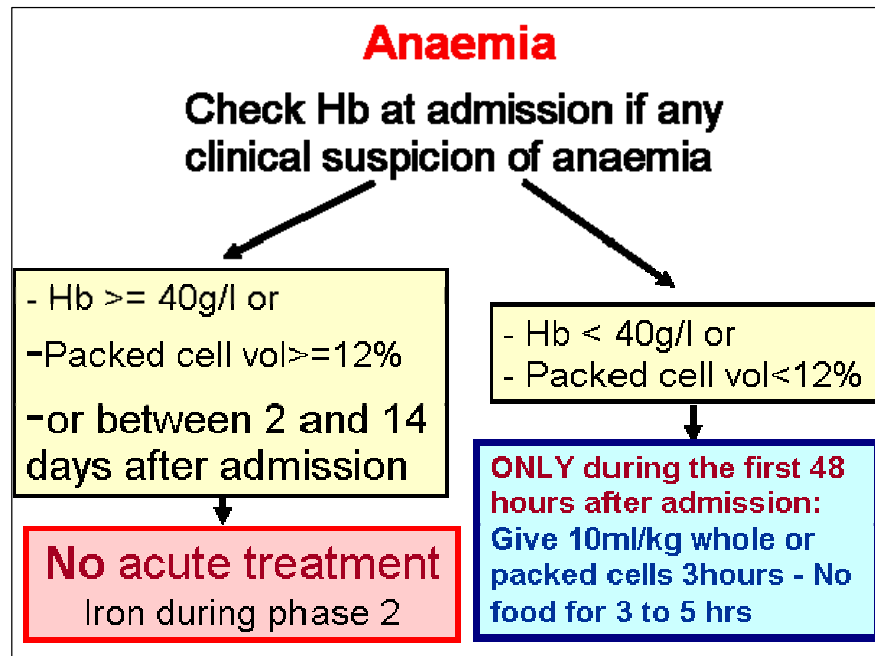 Anaemia
Check Hb at admission if any
clinical suspicion of anaemia
- Hb >= 40g/l or
-Packed cell vol>=12%
-or between 2 and 14
days after admission
No acute treatment
Iron during phase 2
- Hb < 40g/l or
- Packed cell vol<12%
ONLY during the first 48
hours after admission:
Give 10ml/kg whole or
packed cells 3hours - No
food for 3 to 5 hrs